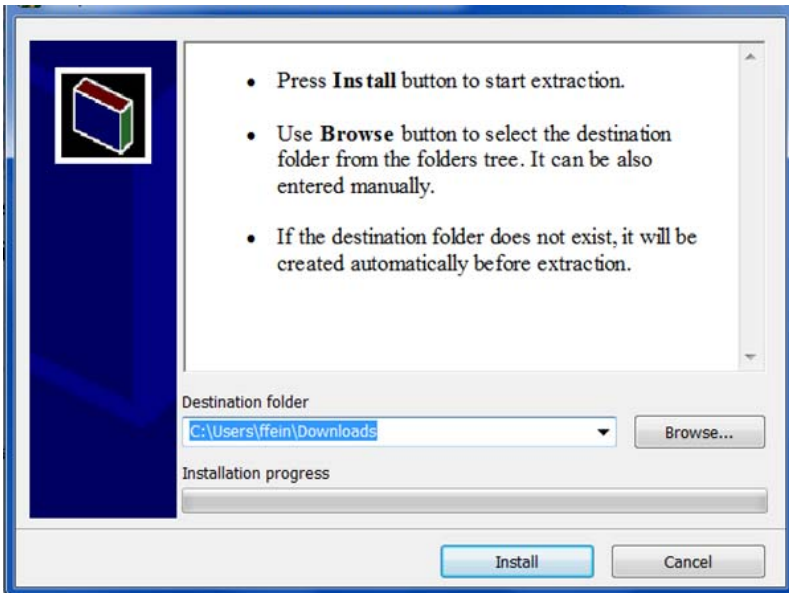 • Press Install button to start extraction.
• Use Browse button to select the destination
folder from the folders tree. It can be also
entered manually.
• If the destination folder does not exist, it will be
created automatically before extraction.
Destination folder
C:\Users\ffein\Downloads
Browse...
Installation progress
Install
Cancel